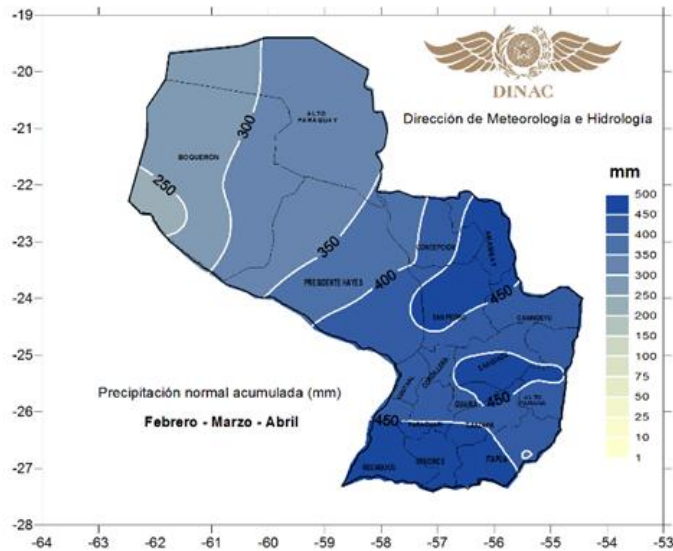 -19
-20
-21
-22
-23
-24
-25
-26
-27
-28
-64
-63
-62
-61
-60
-59
-58
-57
-56
-55
-54
-53
DINAC
Dirección de Meteorología e Hidrología
mm
500
450
400
350
300
250
200
150
100
75
50
25
10
1
ALTO
PARAGUAY
BOQUERON
300
250
350
PRESIDENTE HAYES
400
CONCEPCION
AMAMBAY
450
SAN PEDRO
CANINDEYU
CORDILLERA
CENTRAL
CAAGUAZU
GUAIRA
450
ALTO
PARANA
450
PARAGUARI
CAAZAPA
ÑEEMBUCU
MISIONES
ITAPUA
Precipitación normal acumulada (mm)
Febrero - Marzo - Abril